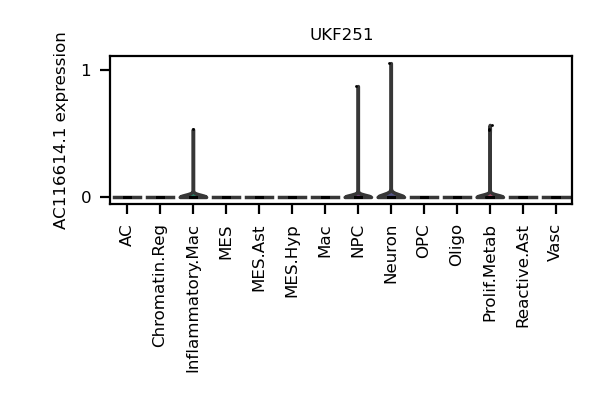 UKF251
AC116614.1 expression
1
0
AC
Chromatin.Reg
Inflammatory.Mac
MES
MES.Ast
MES.Hyp
Mac
NPC
Neuron
OPC
Oligo
Prolif.Metab
Reactive.Ast
Vasc